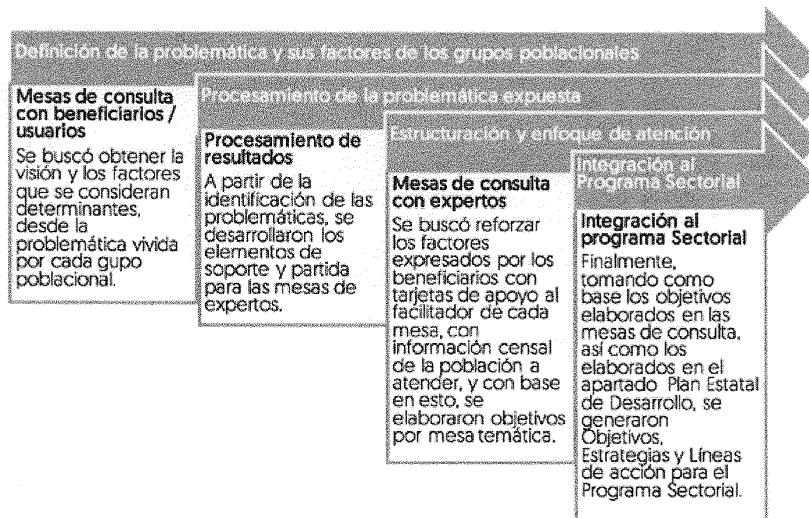 Definición de la problemática y sus factores de los grupos poblacionales
Mesas de consulta
con beneficiarios /
usuarios
Se buscó obtener la
visión y los factores
que se consideran
determinantes,
desde la
problemática vivida
por cada gupo
poblacional.
Procesamiento de la problemática expuesta
Procesamiento de
resultados
A partir de la
identificación de las
problemáticas, se
desarrollaron los
elementos de
soporte y partida
para las mesas de
expertos.
Estructuración y enfoque de atención
Mesas de consulta
con expertos
Se buscó reforzar
los factores
expresados por los
beneficiarios con
tarjetas de apoyo al
facilitador de cada
mesa, con
información censal
de la población a
atender, y con base
en esto, se
elaboraron objetivos
por mesa temática.
Integración al
Programa Sectorial
Integración al
programa Sectorial
Finalmente,
tomando como
base los objetivos
elaborados en las
mesas de consulta,
así como los
elaborados en el
apartado Plan Estatal
de Desarrollo, se
generaron
Objetivos,
Estrategias y Líneas
de acción para el
Programa Sectorial.